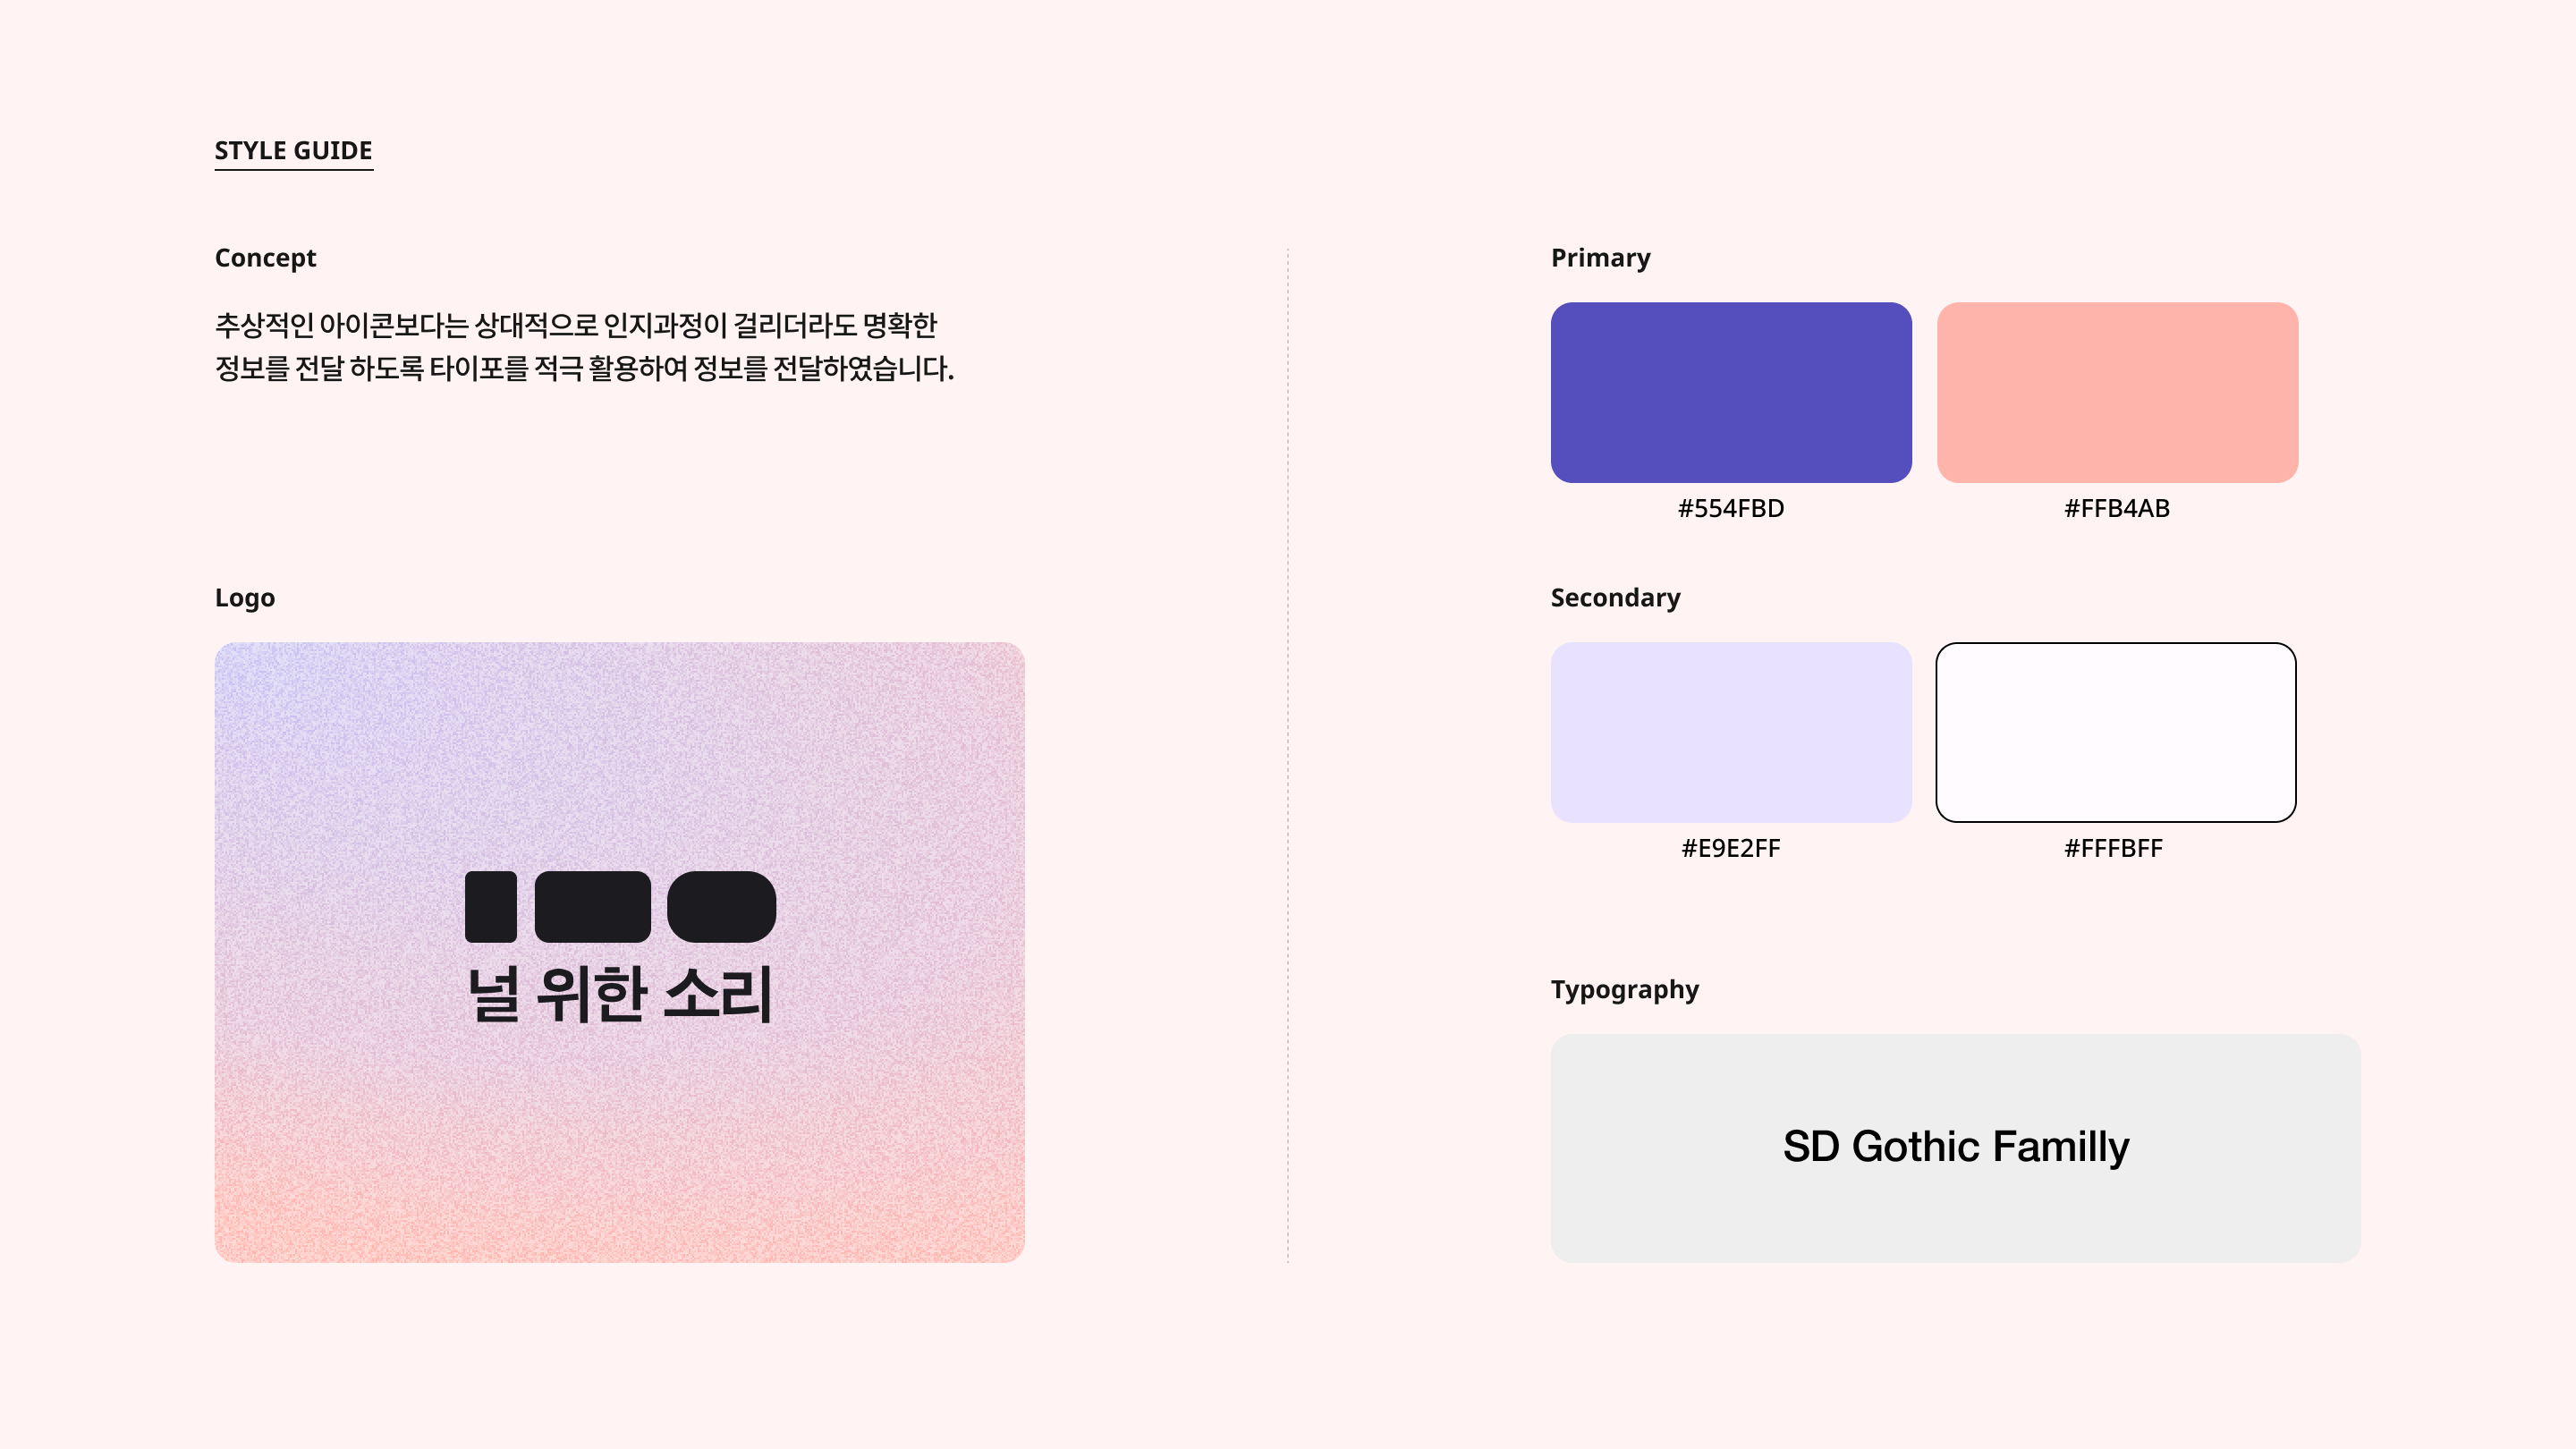 STYLE GUIDE
Concept
추상적인 아이콘보다는 상대적으로 인지과정이 걸리더라도 명확한
정보를 전달 하도록 타이포를 적극 활용하여 정보를 전달하였습니다.
Logo
널 위한 소리
Primary
#554FBD
#FFB4AB
Secondary
#E9E2FF
#FFFBFF
Typography
SD Gothic Familly